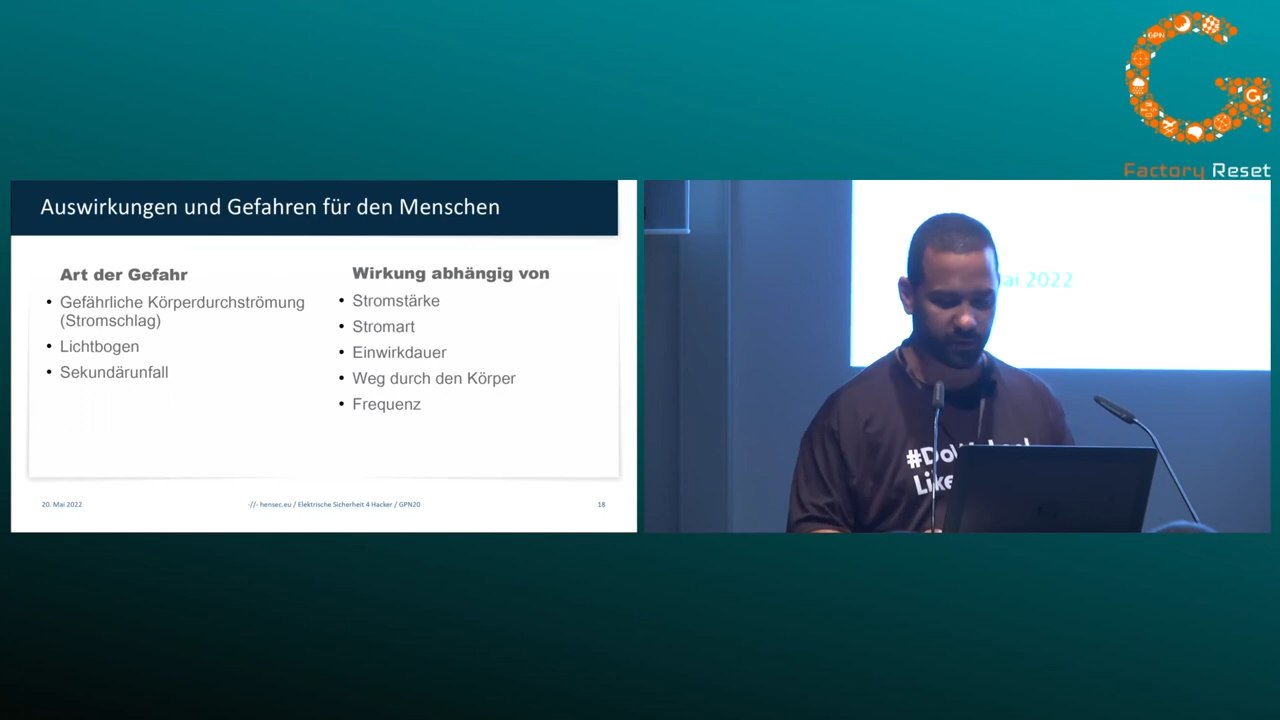 GPN
Factory Reset
Auswirkungen und Gefahren für den Menschen
Art der Gefahr
• Gefährliche Körperdurchströmung
(Stromschlag)
• Lichtbogen
• Sekundärunfall
Wirkung abhängig von
• Stromstärke
• Stromart
• Einwirkdauer
• Weg durch den Körper
• Frequenz
20. Mai 2022
-//- hensec.eu / Elektrische Sicherheit 4 Hacker / GPN20
18
2022